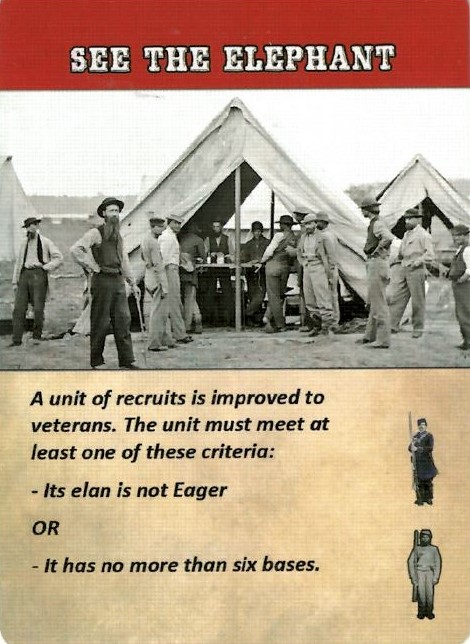 SEE THE ELEPHANT
A unit of recruits is improved to
veterans. The unit must meet at
least one of these criteria:
- Its elan is not Eager
OR
- It has no more than six bases.